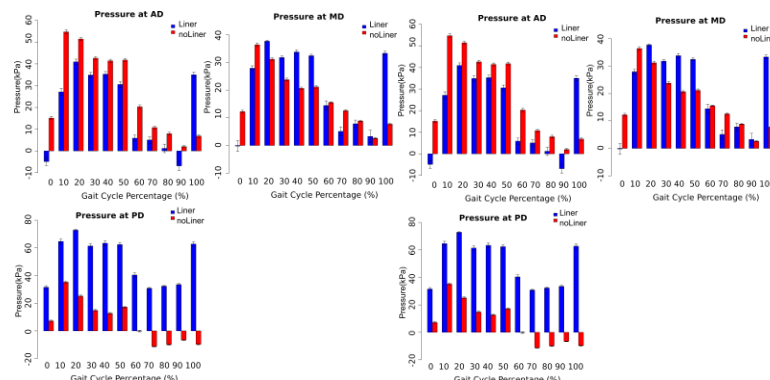 Pressure at AD
Liner
noLiner
Pressure(kPa)
-10 0 10 20 30 40 50 60
0 10 20 30 40 50 60 70 80 90 100
Gait Cycle Percentage (%)
Pressure at MD
Liner
noLiner
Pressure(kPa)
-10 0 10 20 30 40
0 10 20 30 40 50 60 70 80 90 100
Gait Cycle Percentage (%)
Pressure at AD
Liner
noLiner
Pressure(kPa)
-10 0 10 20 30 40 50 60
0 10 20 30 40 50 60 70 80 90 100
Gait Cycle Percentage (%)
Pressure at MD
Liner
noLiner
Pressure(kPa)
-10 0 10 20 30 40
0 10 20 30 40 50 60 70 80 90 100
Gait Cycle Percentage (%)
Pressure at PD
Liner
noLiner
Pressure(kPa)
-20 0 20 40 60 80
0 10 20 30 40 50 60 70 80 90 100
Gait Cycle Percentage (%)
Pressure at PD
Liner
noLiner
Pressure(kPa)
-20 0 20 40 60 80
0 10 20 30 40 50 60 70 80 90 100
Gait Cycle Percentage (%)